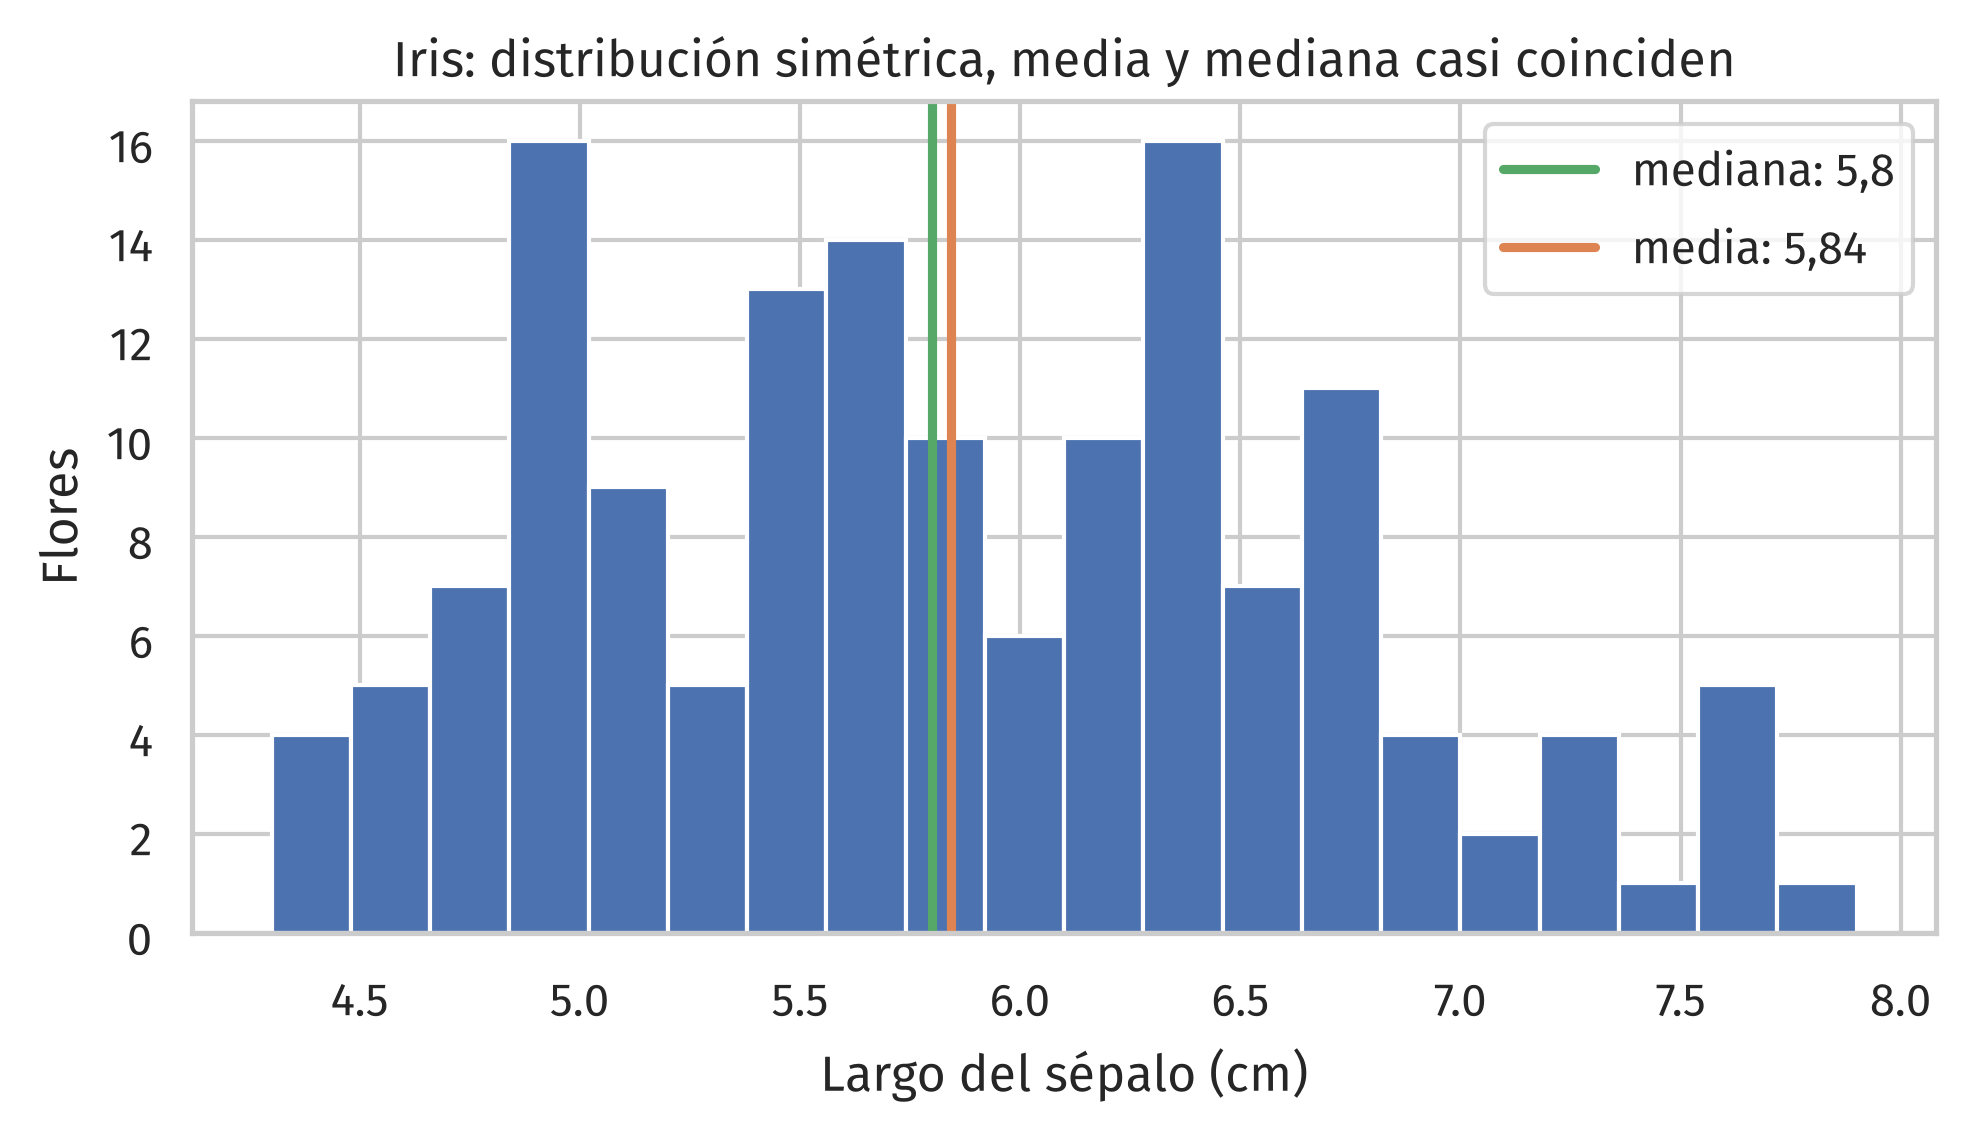 Iris: distribución simétrica, media y mediana casi coinciden
mediana: 5,8
media: 5,84
Flores
16
14
12
10
8
6
4
2
0
4.5 5.0 5.5 6.0 6.5 7.0 7.5 8.0
Largo del sépalo (cm)